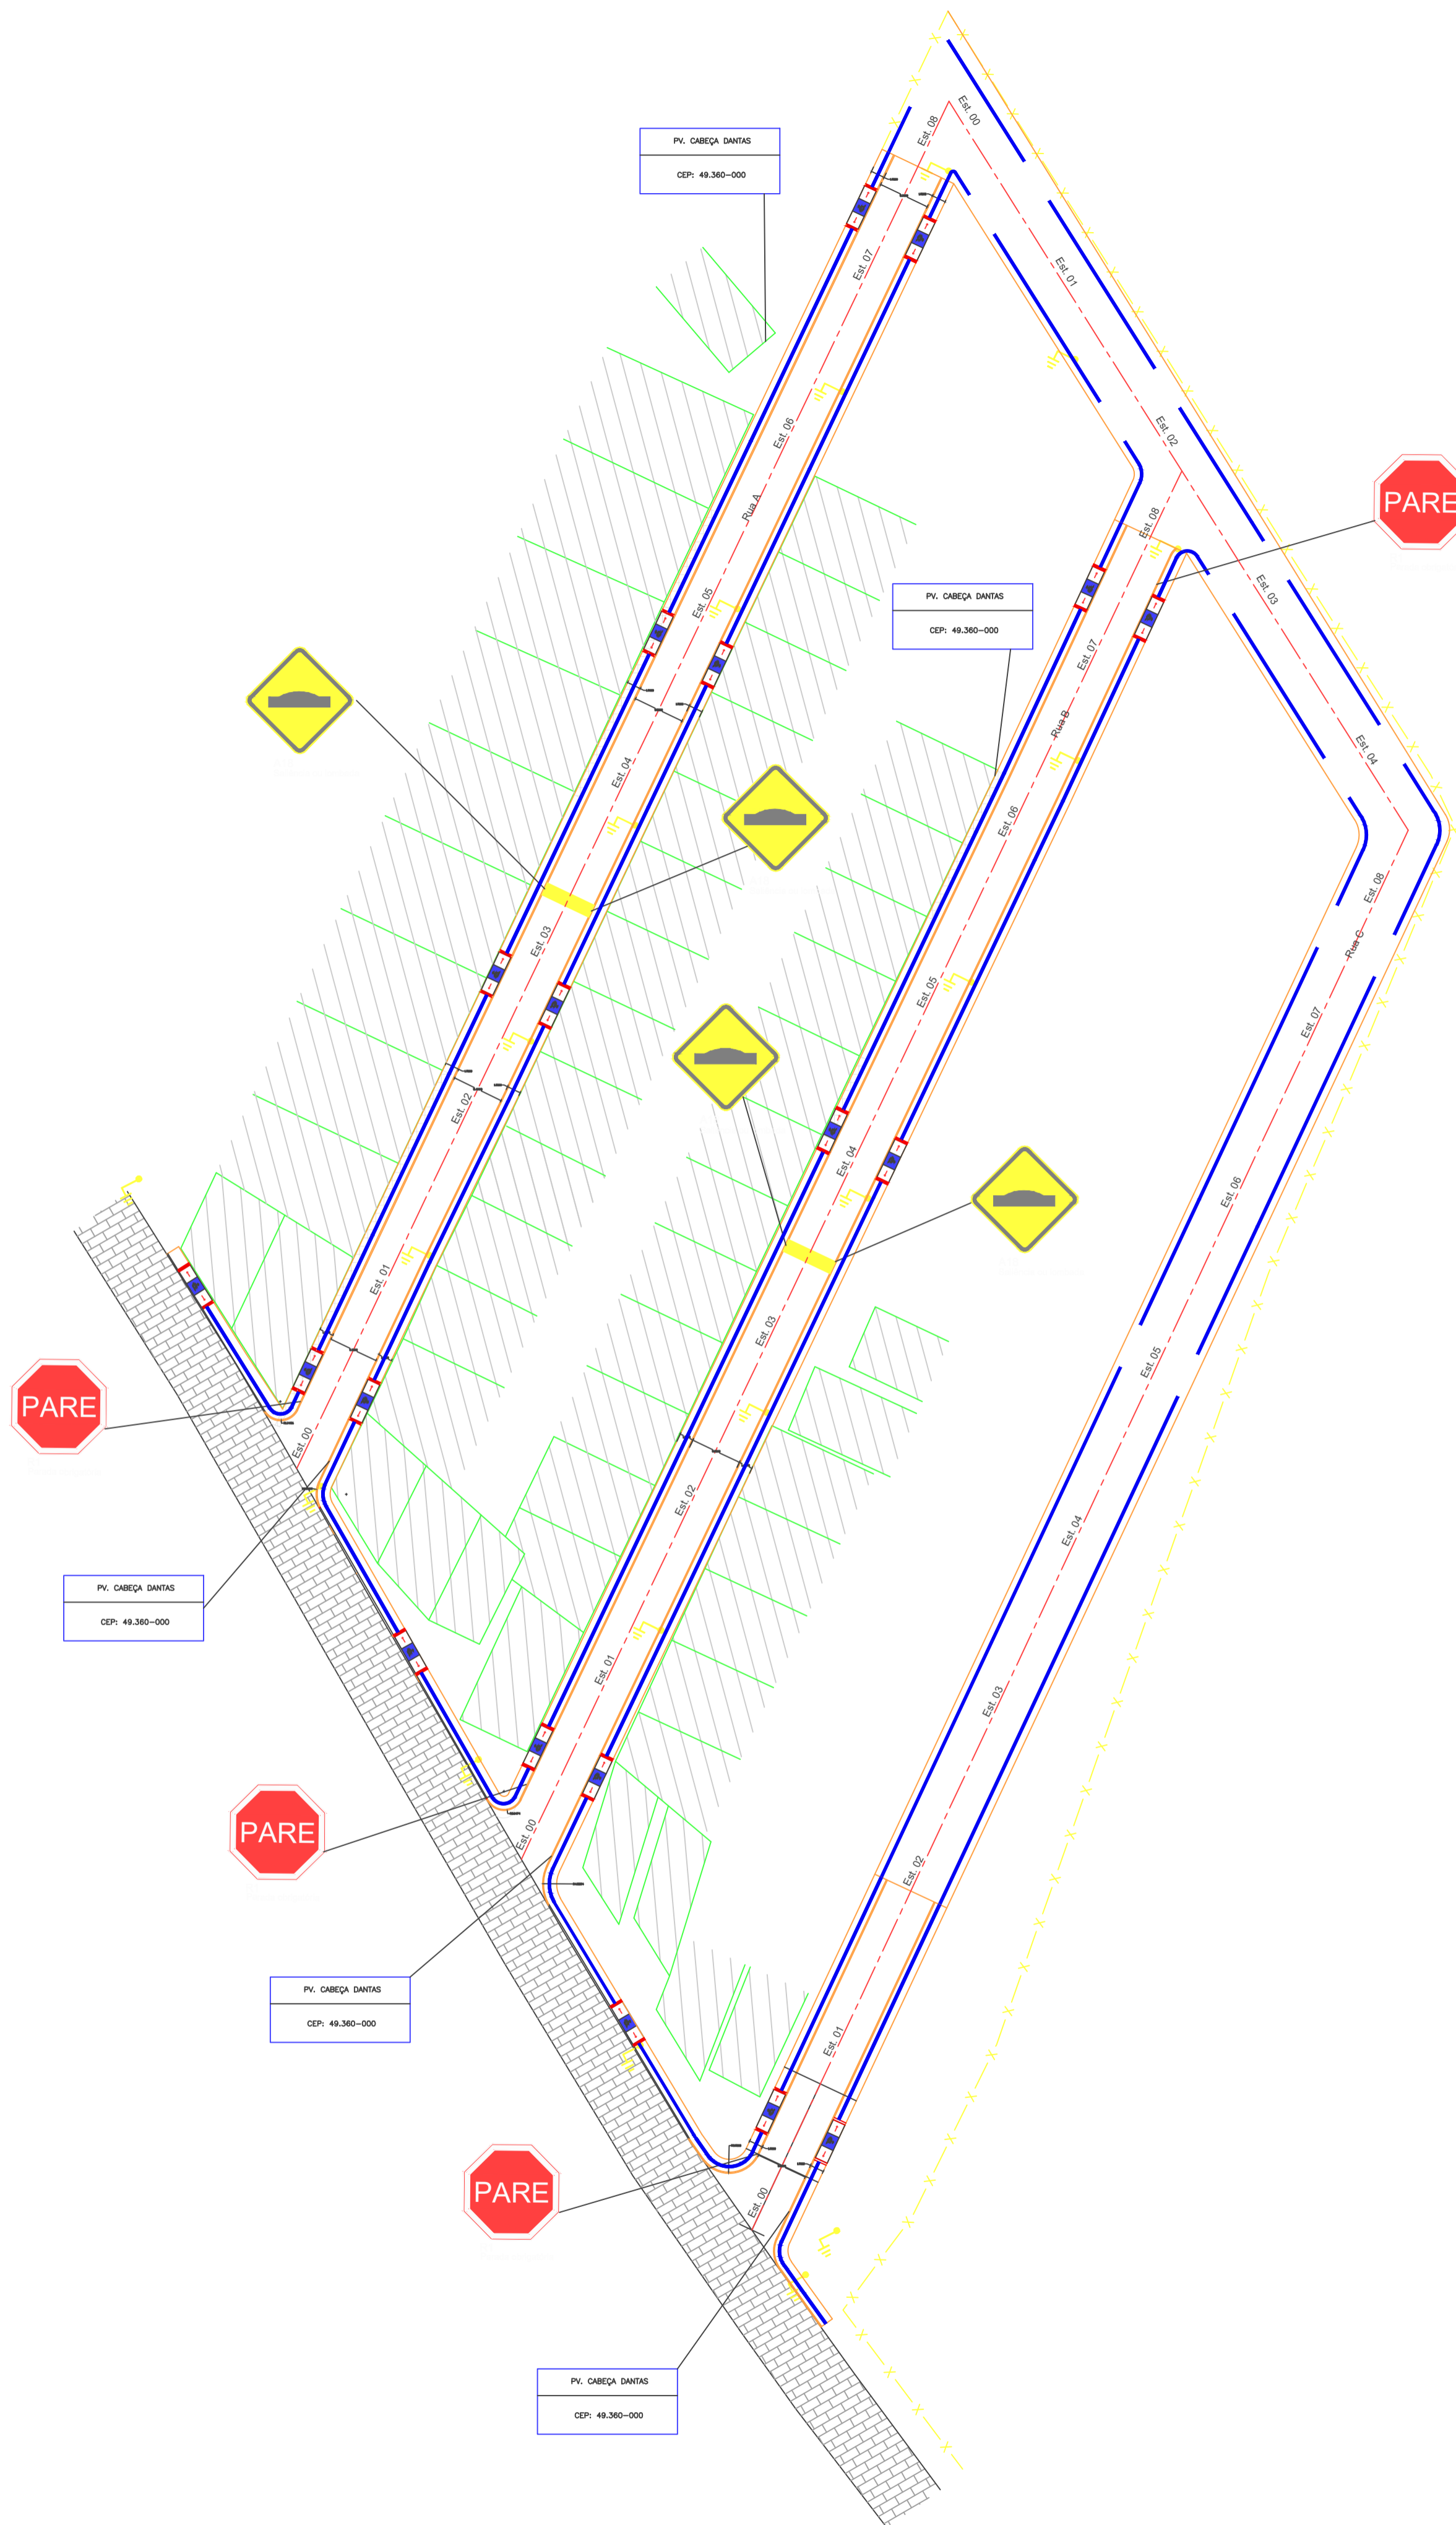 PV. CABEÇA DANTAS
CEP: 49.360-000
Est. 00
Est. 08
Est. 07
Est. 01
Est. 06
Est. 02
PARE
Rua A
Est. 08
PV. CABEÇA DANTAS
CEP: 49.360-000
Est. 05
Est. 03
Est. 07
Rua B
Est. 04
Est. 04
Est. 06
Est. 08
Est. 03
Rua C
Est. 05
Est. 07
Est. 02
Est. 04
Est. 06
Est. 01
Est. 03
Est. 05
PARE
Est. 00
Est. 02
Est. 04
PV. CABEÇA DANTAS
CEP: 49.360-000
Est. 01
Est. 03
PARE
Est. 00
Est. 02
PV. CABEÇA DANTAS
CEP: 49.360-000
Est. 01
PARE
Est. 00
PV. CABEÇA DANTAS
CEP: 49.360-000